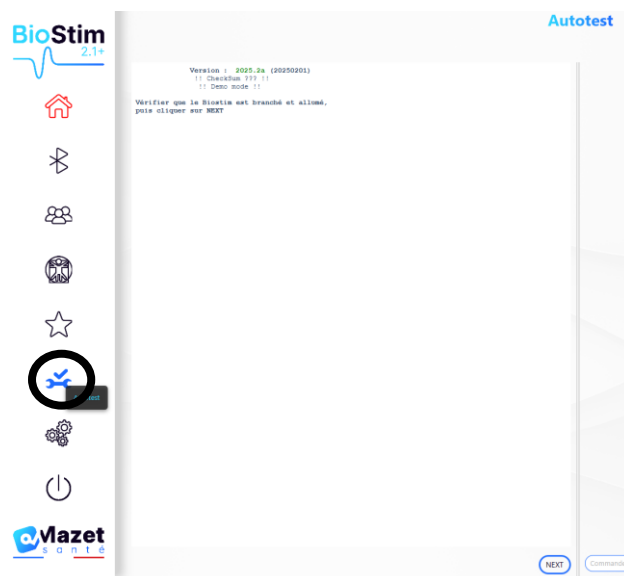 BioStim
2.1+
Autotest
Version : 2025.2a (20250201)
!! CheckSum ??? !!
!! Demo mode !!
Vérifier que le Biostim est branché et allumé,
puis cliquer sur NEXT
Mazet
santé
NEXT